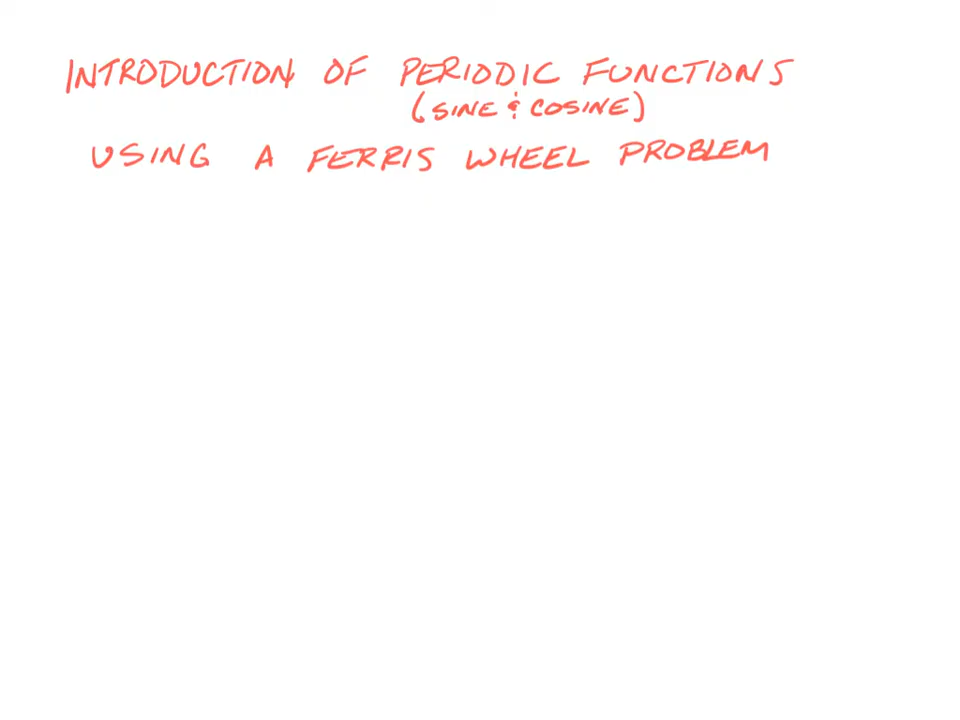 INTRODUCTION OF PERIODIC FUNCTIONS
(SINE & COSINE)
USING A FERRIS WHEEL PROBLEM